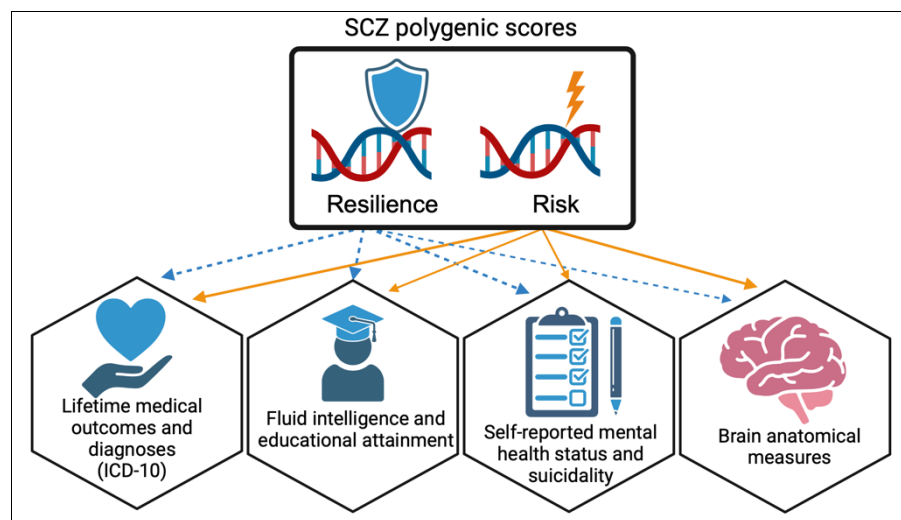 SCZ polygenic scores
Resilience
Risk
Lifetime medical
outcomes and
diagnoses
(ICD-10)
Fluid intelligence and
educational attainment
Self-reported mental
health status and
suicidality
Brain anatomical
measures